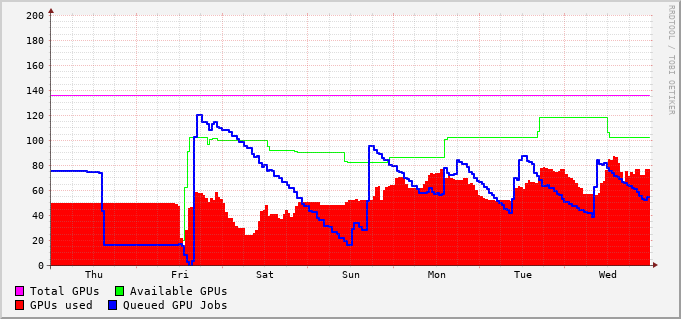 200
180
160
140
120
100
80
60
40
20
0
Thu Fri Sat Sun Mon Tue Wed
Total GPUs Available GPUs
GPUs used Queued GPU Jobs
RRDTOOL / TOBI OETIKER